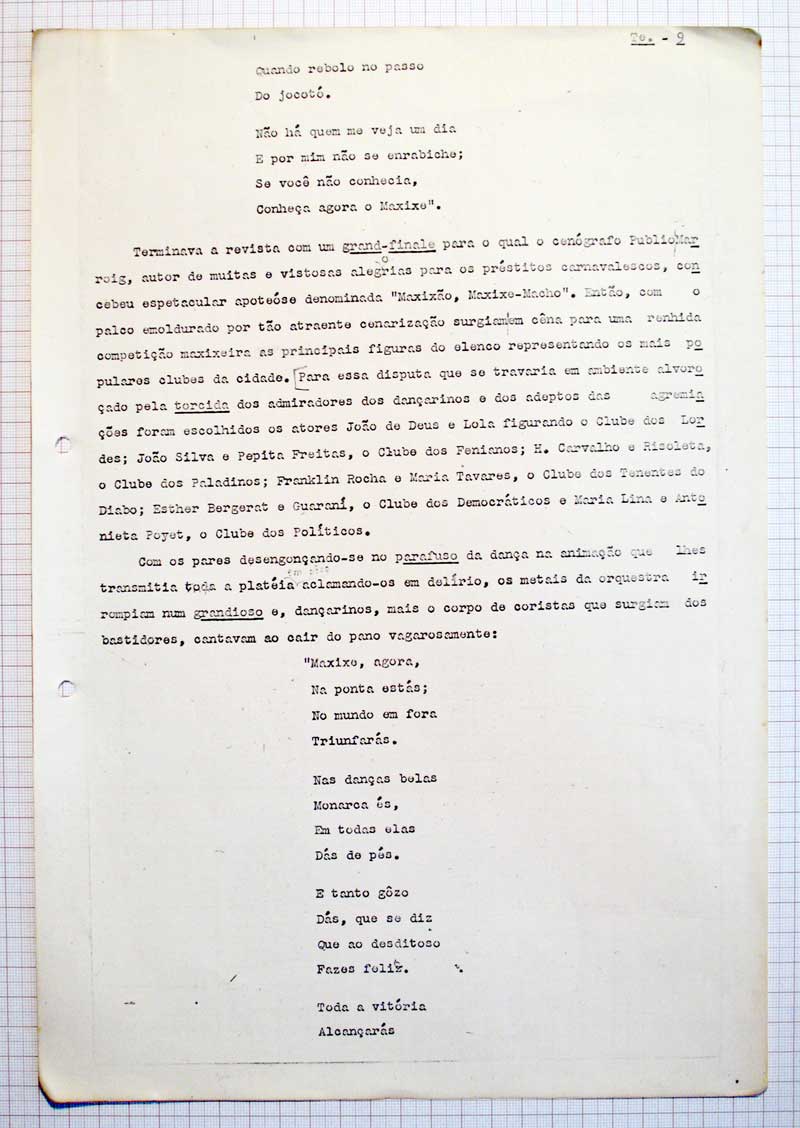 Te. - 9
Quando rebolo no passo
Do jocotó.
Não há quem me veja um dia
E por mim não se enrabiche;
Se você não conhecia,
Conheça agora o Maxixe".
Terminava a revista com um grand-finale para o qual o cenógrafo Publio Mar
roig, autor de muitas e vistosas alegorias para os préstitos carnavalescos, con
cebeu espetacular apoteóse denominada "Maxixão, Maxixe-Macho". Então, com o
palco emoldurado por tão atraente cenarização surgiam em cêna para uma renhida
competição maxixeira as principais figuras do elenco representando os mais po
pulares clubes da cidade. [Para essa disputa que se travaria em ambiente alvoro
çado pela torcida dos admiradores dos dançarinos e dos adeptos das agremia
ções foram escolhidos os atores João de Deus e Lola figurando o Clube dos Lor
des; João Silva e Pepita Freitas, o Clube dos Fenianos; H. Carvalho e Risoleta,
o Clube dos Paladinos; Franklin Rocha e Maria Tavares, o Clube dos Tenentes do
Diabo; Esther Bergerat e Guaraní, o Clube dos Democráticos e Maria Lina e Anto
nieta Poyet, o Clube dos Políticos.
Com os pares desengonçando-se no parafuso da dança na animação que lhes
transmitia toda a platéia em pé aclamando-os em delírio, os metais da orquestra ir
rompiam num grandioso e, dançarinos, mais o corpo de coristas que surgiam dos
bastidores, cantavam ao cair do pano vagarosamente:
"Maxixe, agora,
Na ponta estás;
No mundo em fora
Triunfarás.
Nas danças belas
Monarca és,
Em todas elas
Dás de pés.
E tanto gôzo
Dás, que se diz
Que ao desditoso
Fazes feliz.
Toda a vitória
Alcançarás